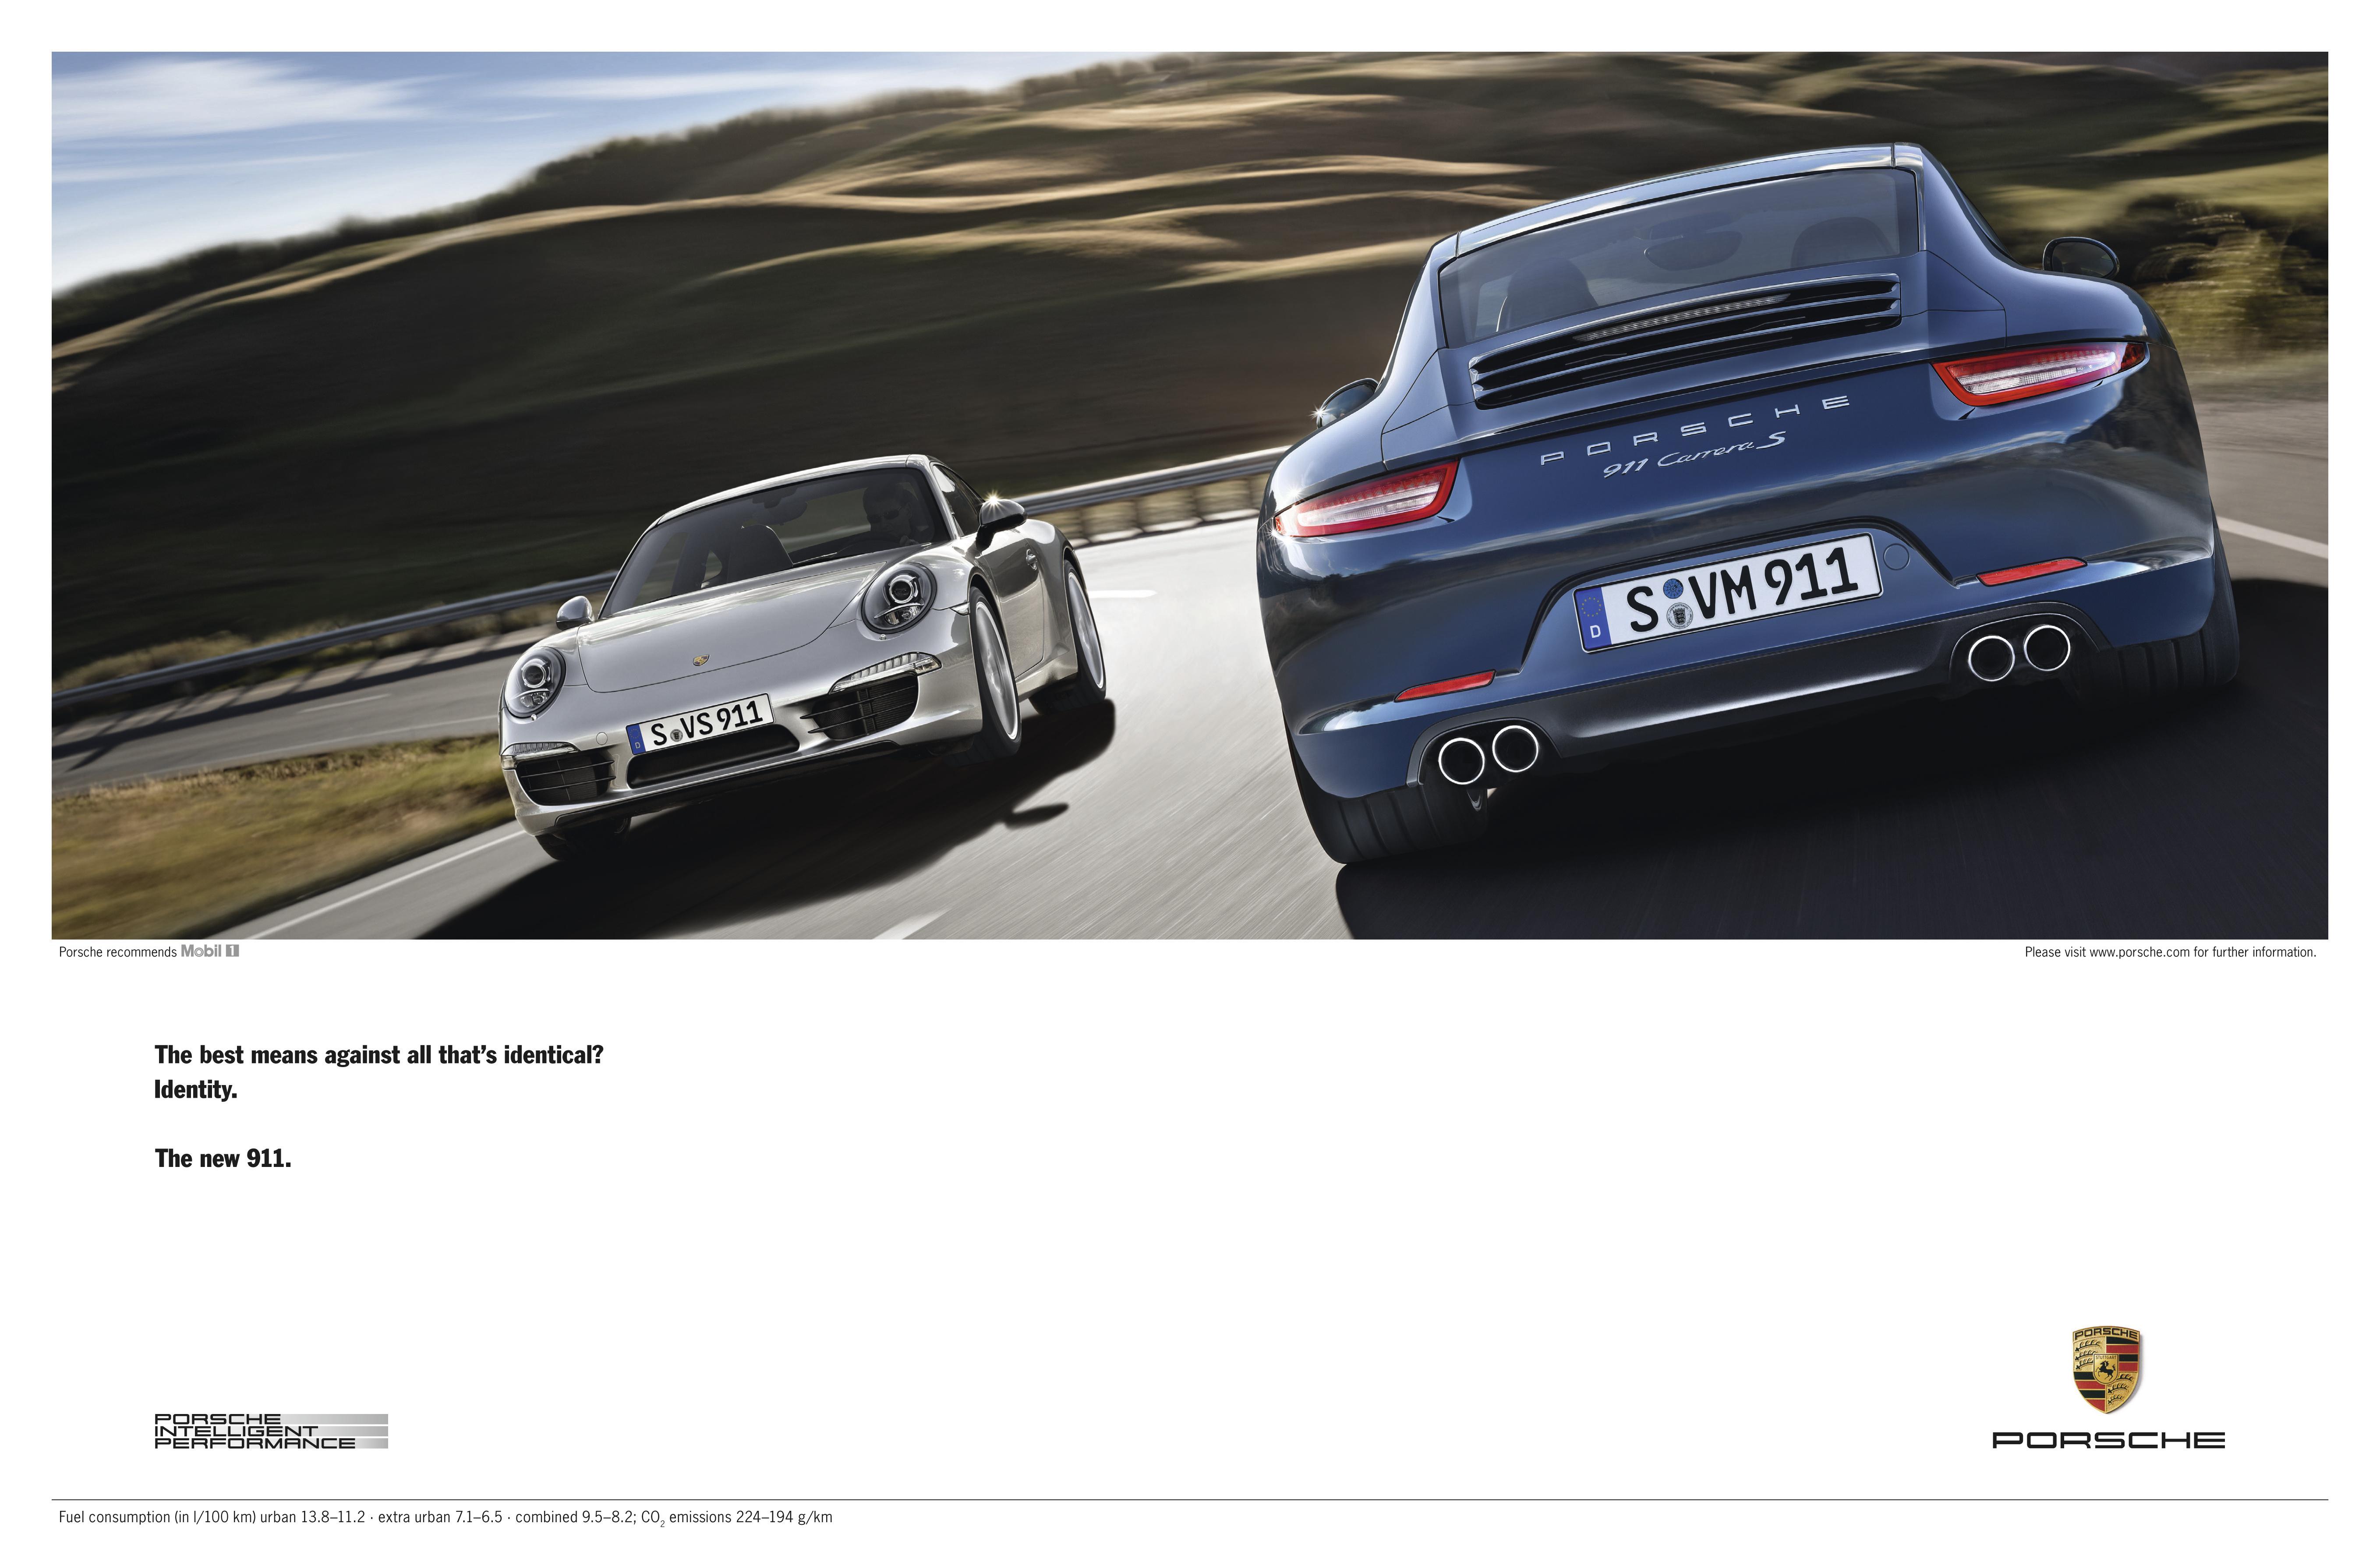 PORSCHE
911 Carrera S
S VM 911
D
S VS 911
D
Porsche recommends Mobil 1
Please visit www.porsche.com for further information.
The best means against all that's identical?
Identity.
The new 911.
PORSCHE
INTELLIGENT
PERFORMANCE
PORSCHE
PORSCHE
Fuel consumption (in l/100 km) urban 13.8–11.2 · extra urban 7.1–6.5 · combined 9.5–8.2; CO₂ emissions 224–194 g/km